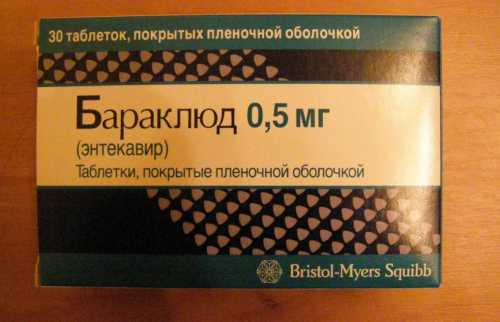 30 таблеток, покрытых пленочной оболочкой
Бараклюд 0,5 мг
(энтекавир)
Таблетки, покрытые пленочной оболочкой
Bristol-Myers Squibb